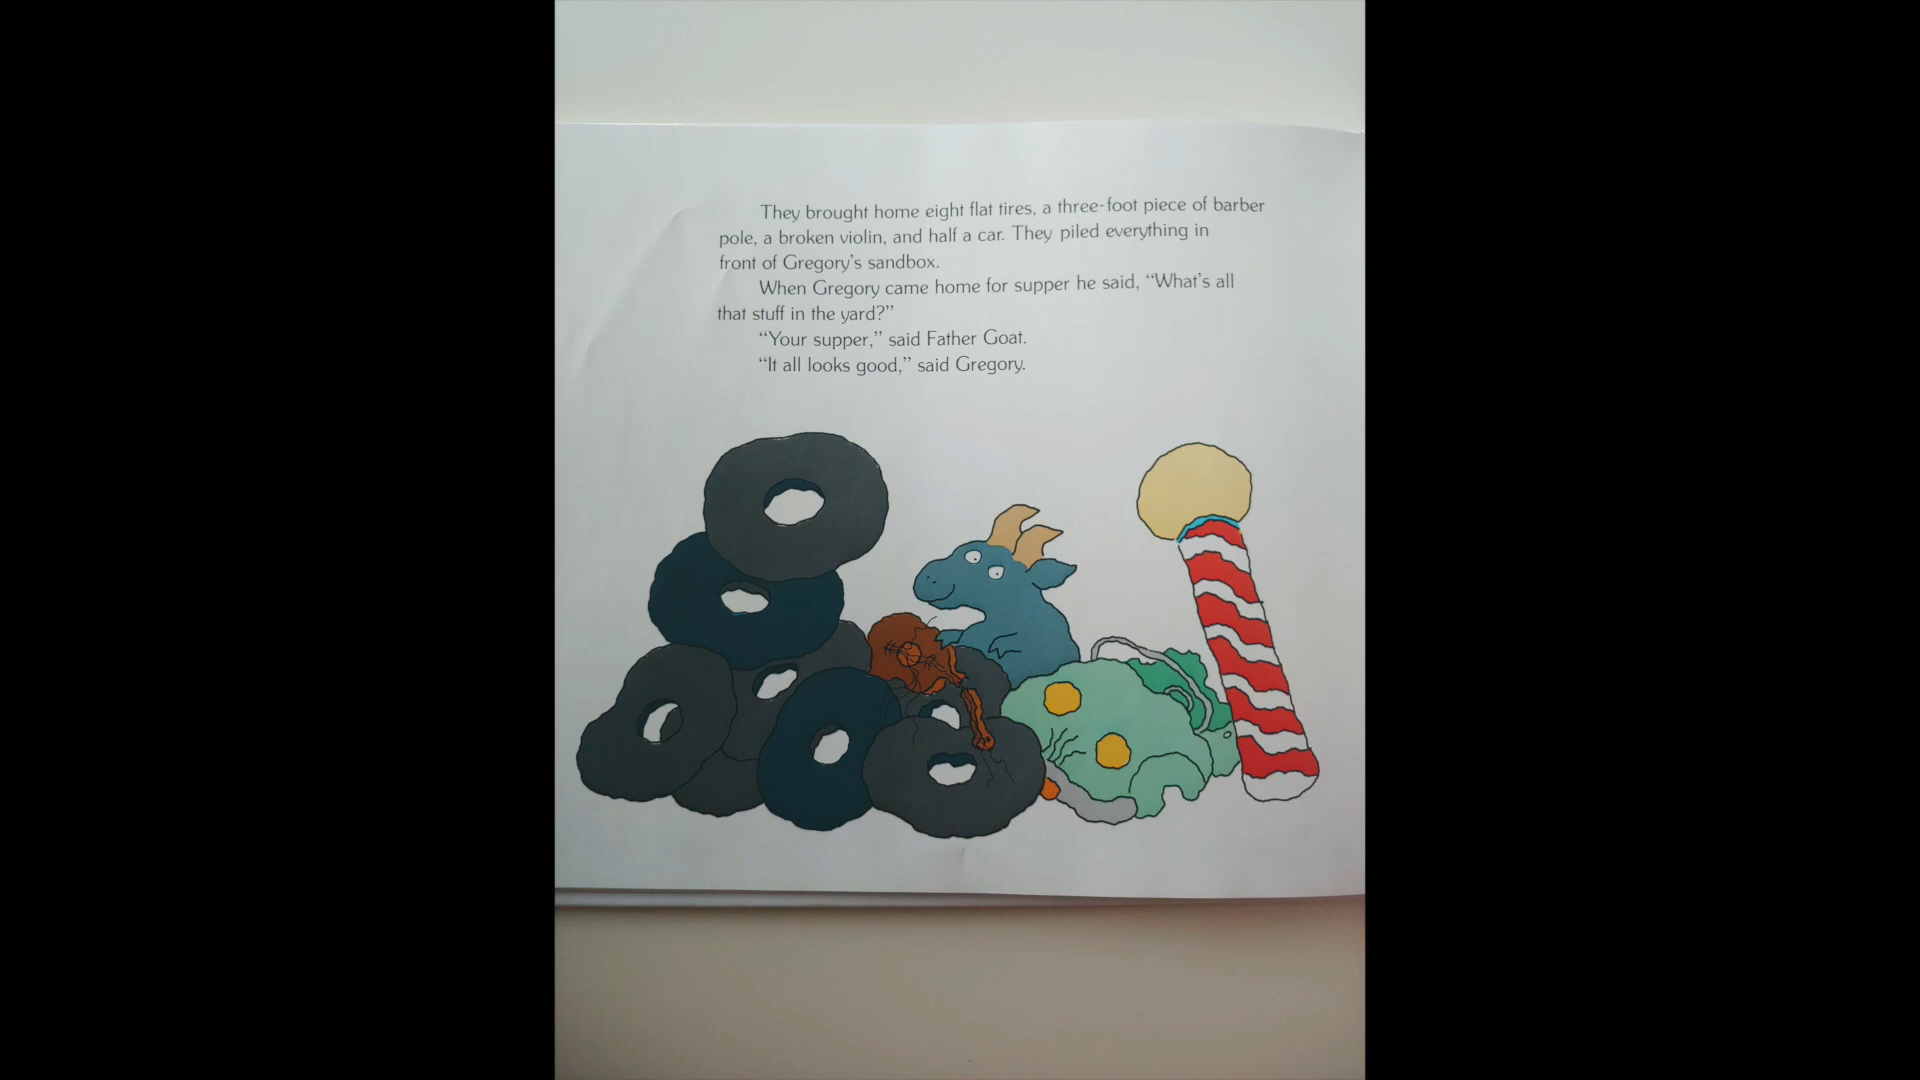 They brought home eight flat tires, a three-foot piece of barber
pole, a broken violin, and half a car. They piled everything in
front of Gregory's sandbox.
When Gregory came home for supper he said, “What's all
that stuff in the yard?”
“Your supper,” said Father Goat.
“It all looks good,” said Gregory.